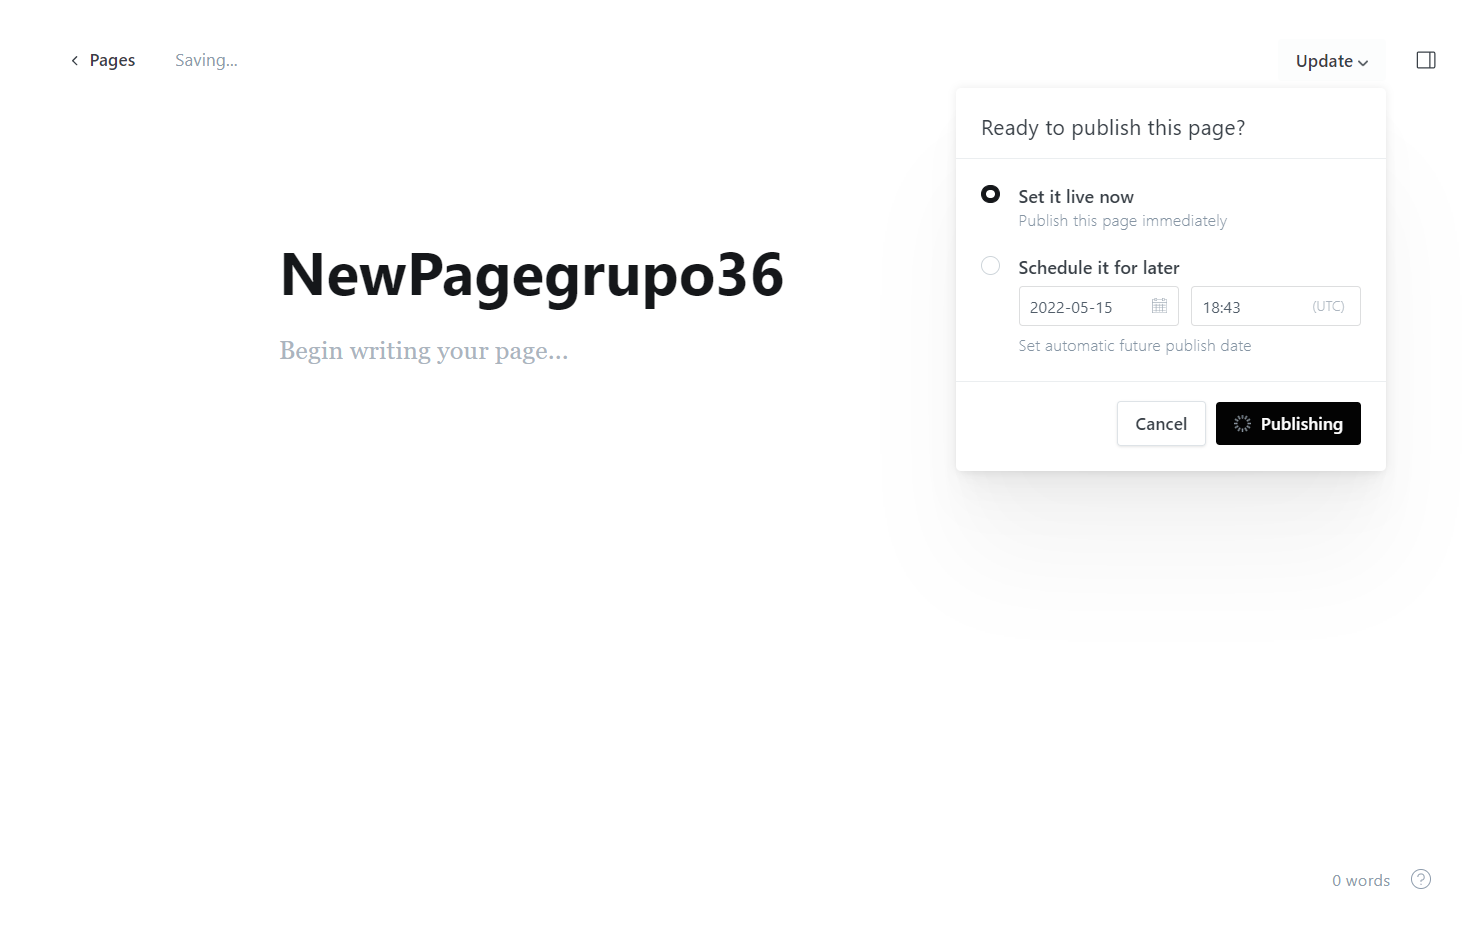 Pages
Saving...
Update
Ready to publish this page?
Set it live now
Publish this page immediately
NewPagegrupo36
Schedule it for later
2022-05-15
18:43 (UTC)
Begin writing your page...
Set automatic future publish date
Cancel
Publishing
0 words
?